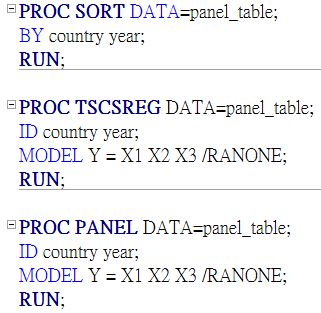 PROC SORT DATA=panel_table;
BY country year;
RUN;
PROC TSCSREG DATA=panel_table;
ID country year;
MODEL Y = X1 X2 X3 /RANONE;
RUN;
PROC PANEL DATA=panel_table;
ID country year;
MODEL Y = X1 X2 X3 /RANONE;
RUN;